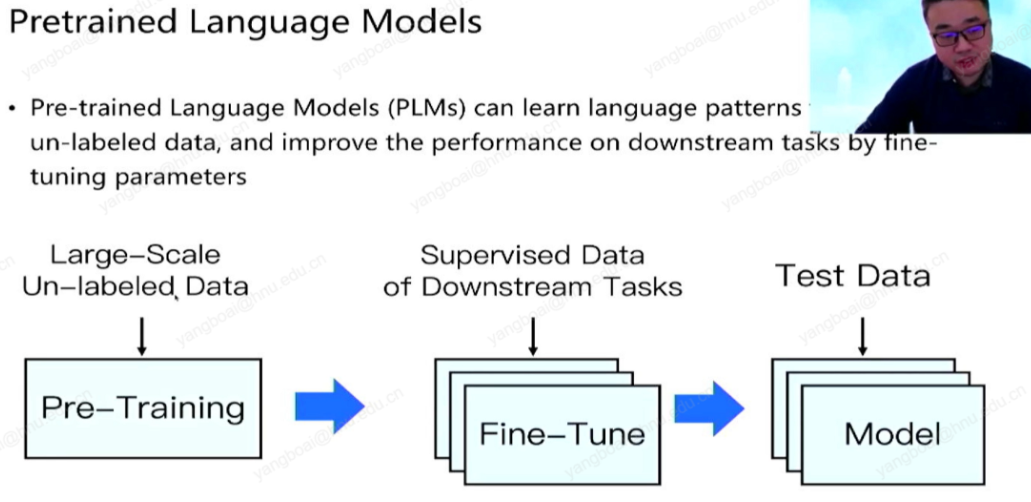 Pretrained Language Models
• Pre-trained Language Models (PLMs) can learn language patterns
un-labeled data, and improve the performance on downstream tasks by fine-
tuning parameters
Large-Scale
Un-labeled Data
Supervised Data
of Downstream Tasks
Test Data
Pre-Training
Fine-Tune
Model
yangboai@hnu.edu.cn